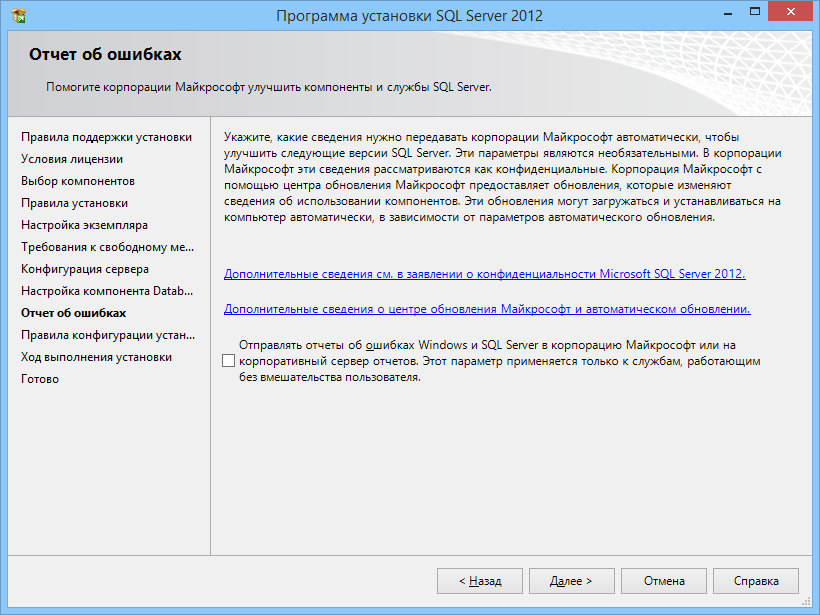 Программа установки SQL Server 2012
Отчет об ошибках
Помогите корпорации Майкрософт улучшить компоненты и службы SQL Server.
Правила поддержки установки
Условия лицензии
Выбор компонентов
Правила установки
Настройка экземпляра
Требования к свободному ме...
Конфигурация сервера
Настройка компонента Datab...
Отчет об ошибках
Правила конфигурации устан...
Ход выполнения установки
Готово
Укажите, какие сведения нужно передавать корпорации Майкрософт автоматически, чтобы
улучшить следующие версии SQL Server. Эти параметры являются необязательными. В корпорации
Майкрософт эти сведения рассматриваются как конфиденциальные. Корпорация Майкрософт с
помощью центра обновления Майкрософт предоставляет обновления, которые изменяют
сведения об использовании компонентов. Эти обновления могут загружаться и устанавливаться на
компьютер автоматически, в зависимости от параметров автоматического обновления.
Дополнительные сведения см. в заявлении о конфиденциальности Microsoft SQL Server 2012.
Дополнительные сведения о центре обновления Майкрософт и автоматическом обновлении.
Отправлять отчеты об ошибках Windows и SQL Server в корпорацию Майкрософт или на
корпоративный сервер отчетов. Этот параметр применяется только к службам, работающим
без вмешательства пользователя.
< Назад
Далее >
Отмена
Справка